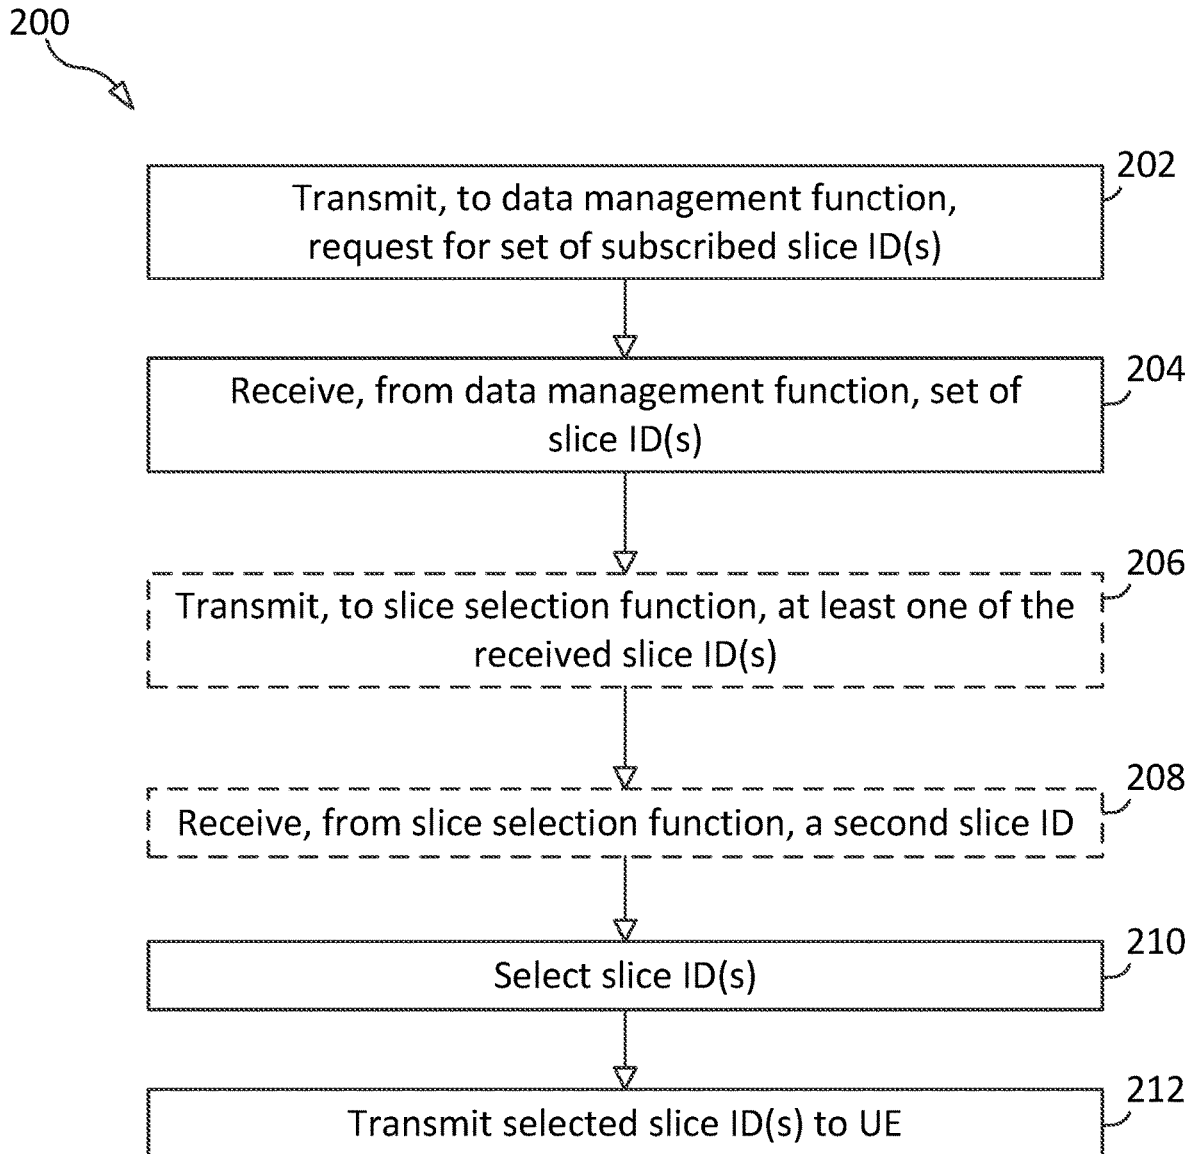 200
202
Transmit, to data management function,
request for set of subscribed slice ID(s)
204
Receive, from data management function, set of
slice ID(s)
206
Transmit, to slice selection function, at least one of the
received slice ID(s)
208
Receive, from slice selection function, a second slice ID
210
Select slice ID(s)
212
Transmit selected slice ID(s) to UE